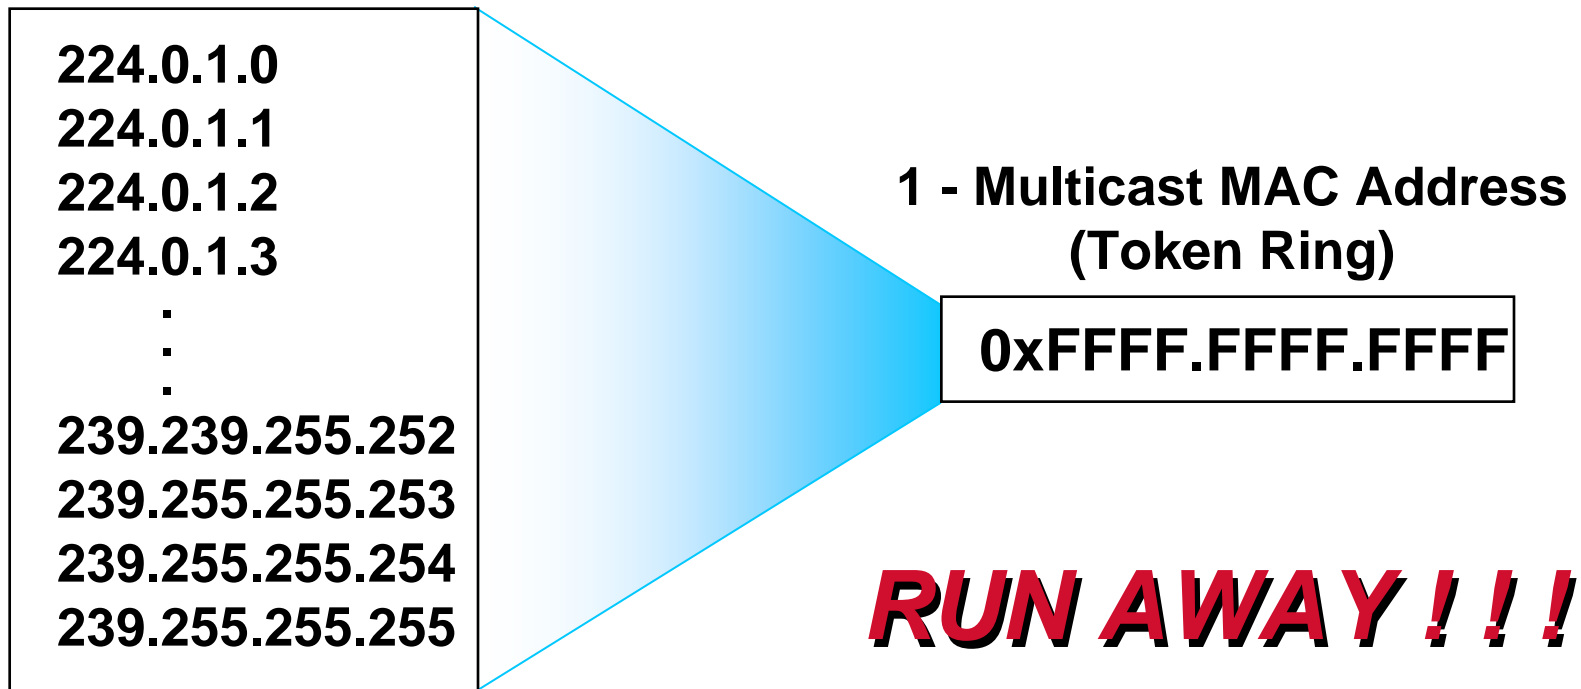 224.0.1.0
224.0.1.1
224.0.1.2
224.0.1.3
.
.
.
239.239.255.252
239.255.255.253
239.255.255.254
239.255.255.255
1 - Multicast MAC Address
(Token Ring)
0xFFFF.FFFF.FFFF
RUN AWAY ! ! !